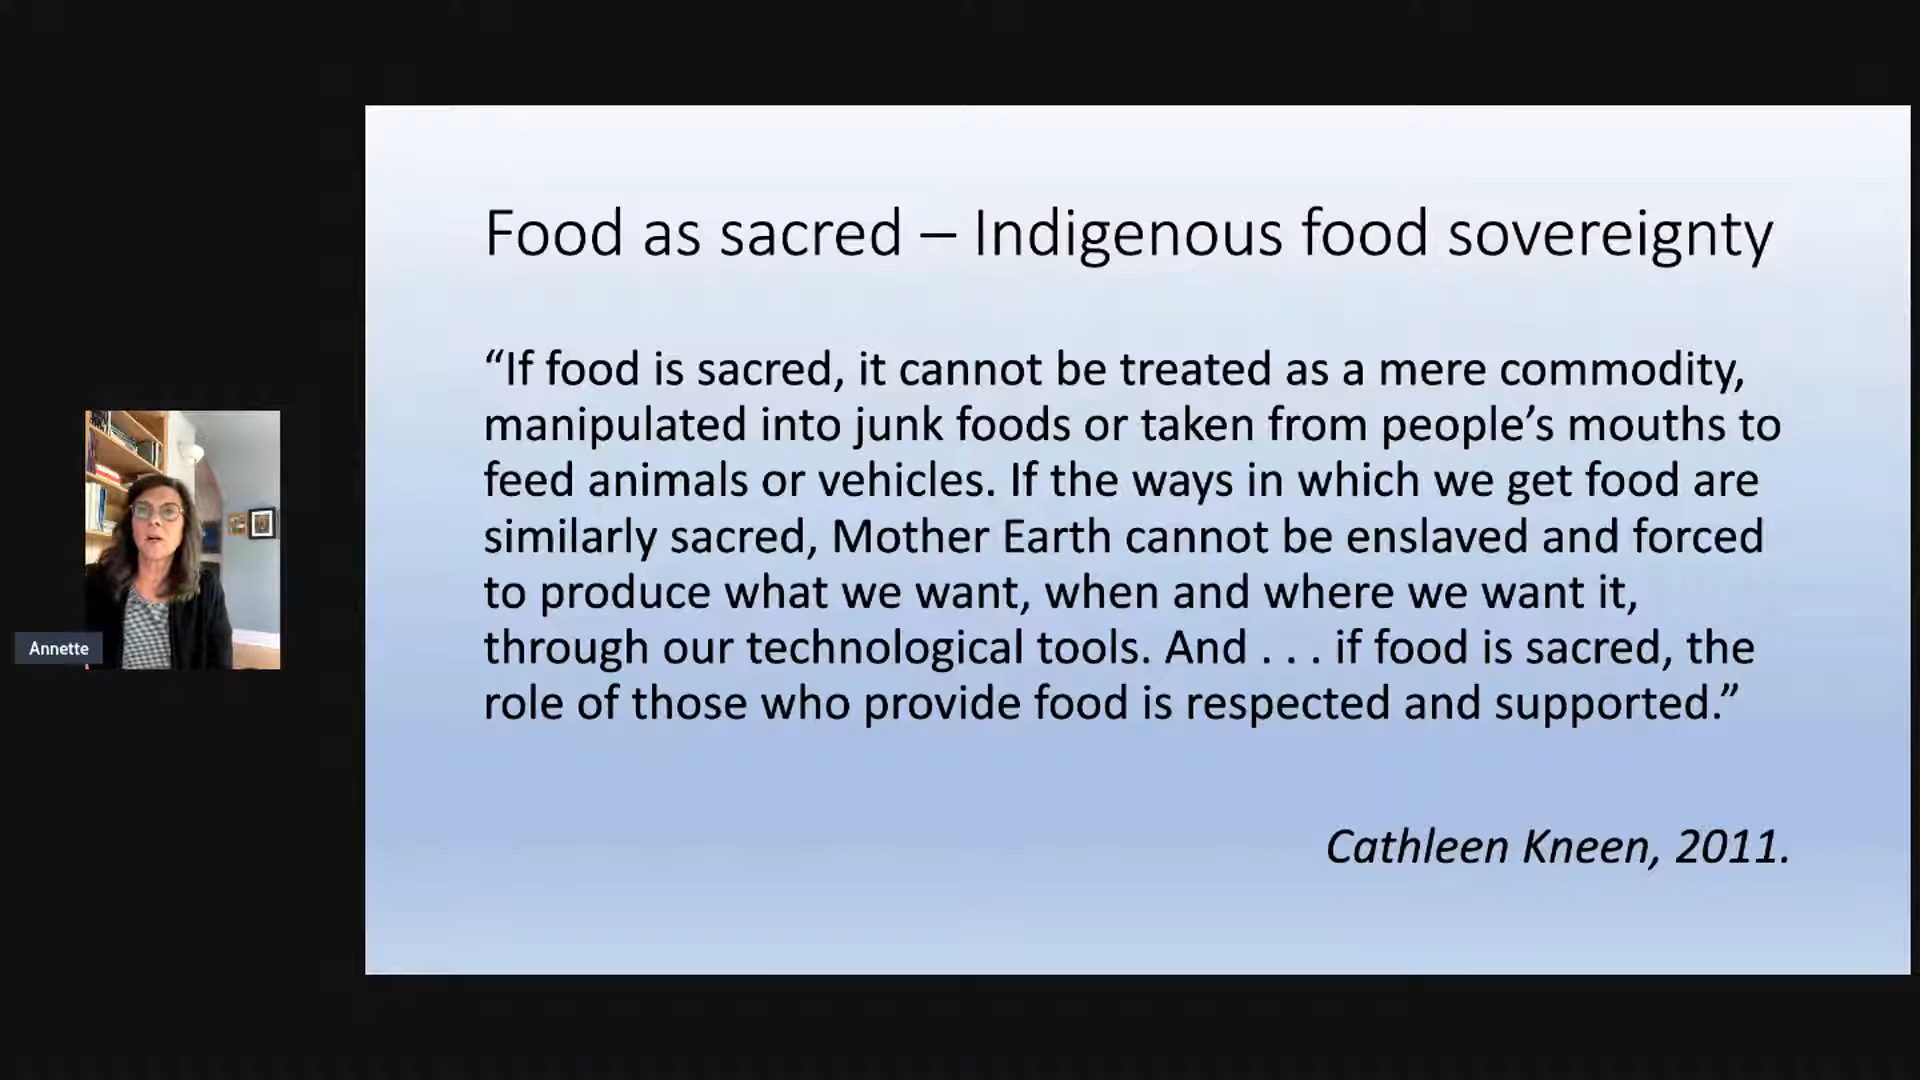 Food as sacred – Indigenous food sovereignty
“If food is sacred, it cannot be treated as a mere commodity,
manipulated into junk foods or taken from people’s mouths to
feed animals or vehicles. If the ways in which we get food are
similarly sacred, Mother Earth cannot be enslaved and forced
to produce what we want, when and where we want it,
through our technological tools. And . . . if food is sacred, the
role of those who provide food is respected and supported.”
Cathleen Kneen, 2011.
Annette